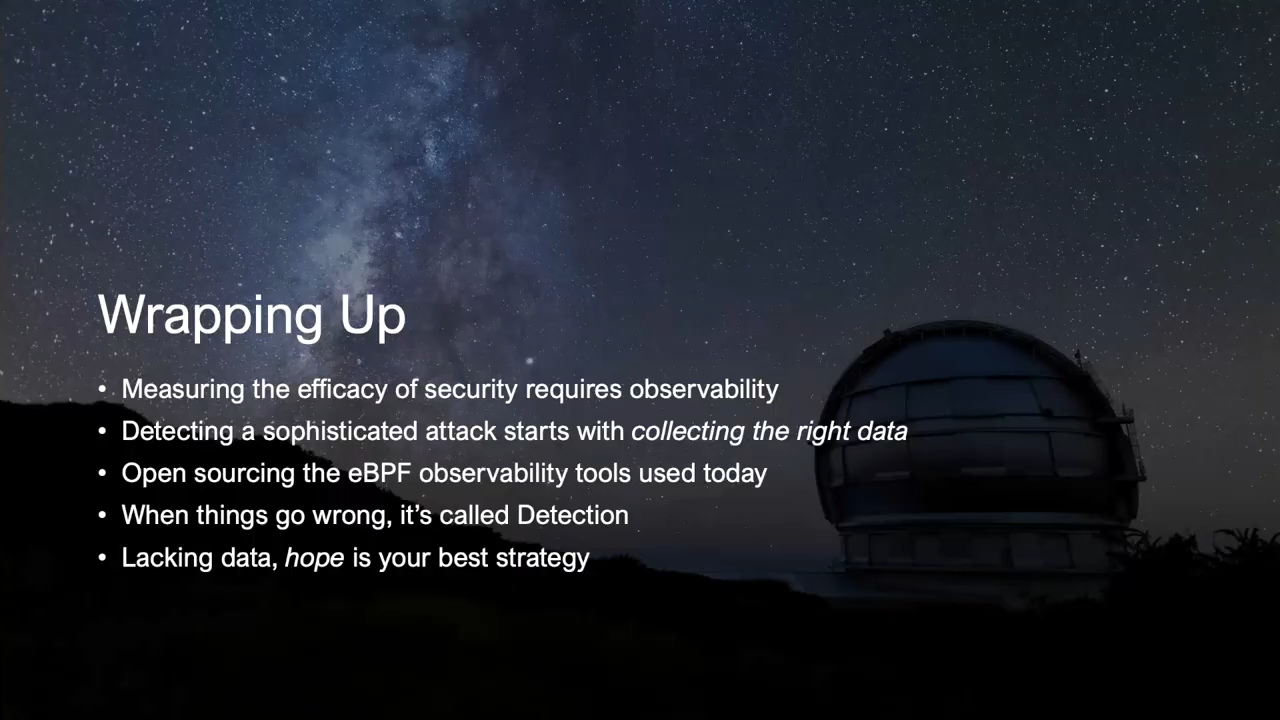 Wrapping Up
• Measuring the efficacy of security requires observability
• Detecting a sophisticated attack starts with collecting the right data
• Open sourcing the eBPF observability tools used today
• When things go wrong, it’s called Detection
• Lacking data, hope is your best strategy